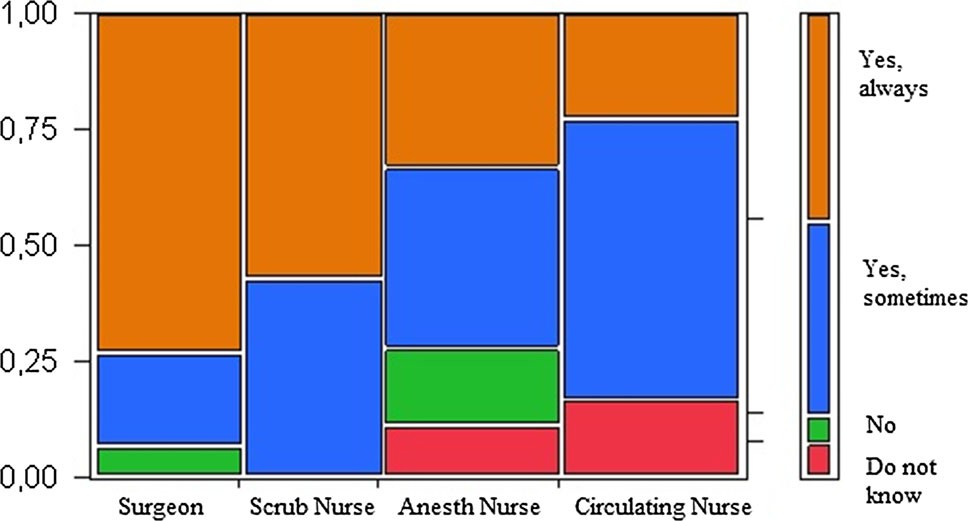 1,00
0,75
0,50
0,25
0,00
Surgeon
Scrub Nurse
Anesth Nurse
Circulating Nurse
Yes,
always
Yes,
sometimes
No
Do not
know